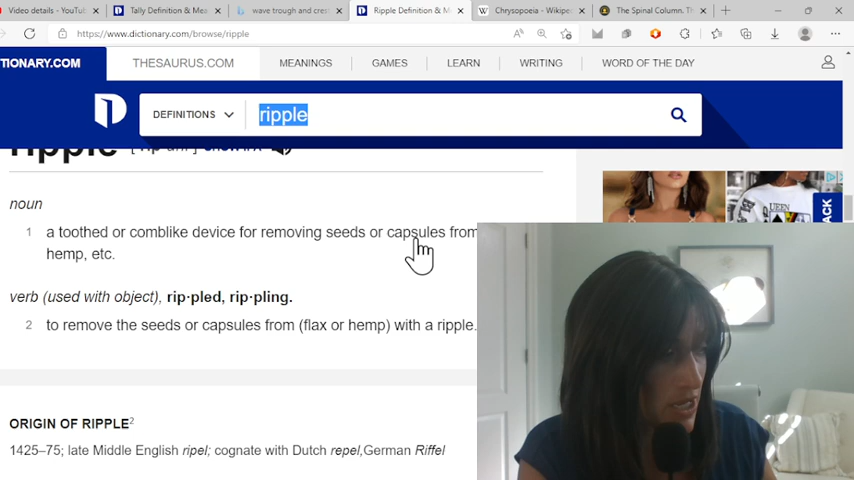 Video details - YouTub
Tally Definition & Mea
wave trough and cres
Ripple Definition & M
Chrysopoeia - Wikipe
The Spinal Column. Th
https://www.dictionary.com/browse/ripple
TIONARY.COM
THESAURUS.COM
MEANINGS
GAMES
LEARN
WRITING
WORD OF THE DAY
DEFINITIONS
ripple
ripple
noun
1 a toothed or comblike device for removing seeds or capsules from
hemp, etc.
verb (used with object), rip·pled, rip·pling.
2 to remove the seeds or capsules from (flax or hemp) with a ripple.
ORIGIN OF RIPPLE2
1425–75; late Middle English ripel; cognate with Dutch repel,German Riffel
UEEN
ACK